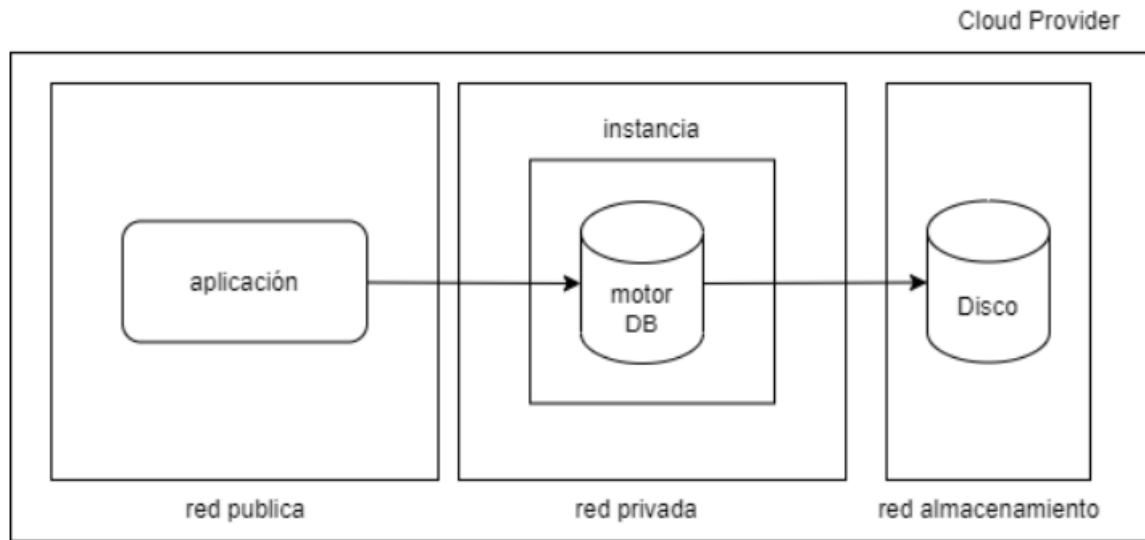 Cloud Provider
instancia
aplicación
motor
DB
Disco
red publica
red privada
red almacenamiento